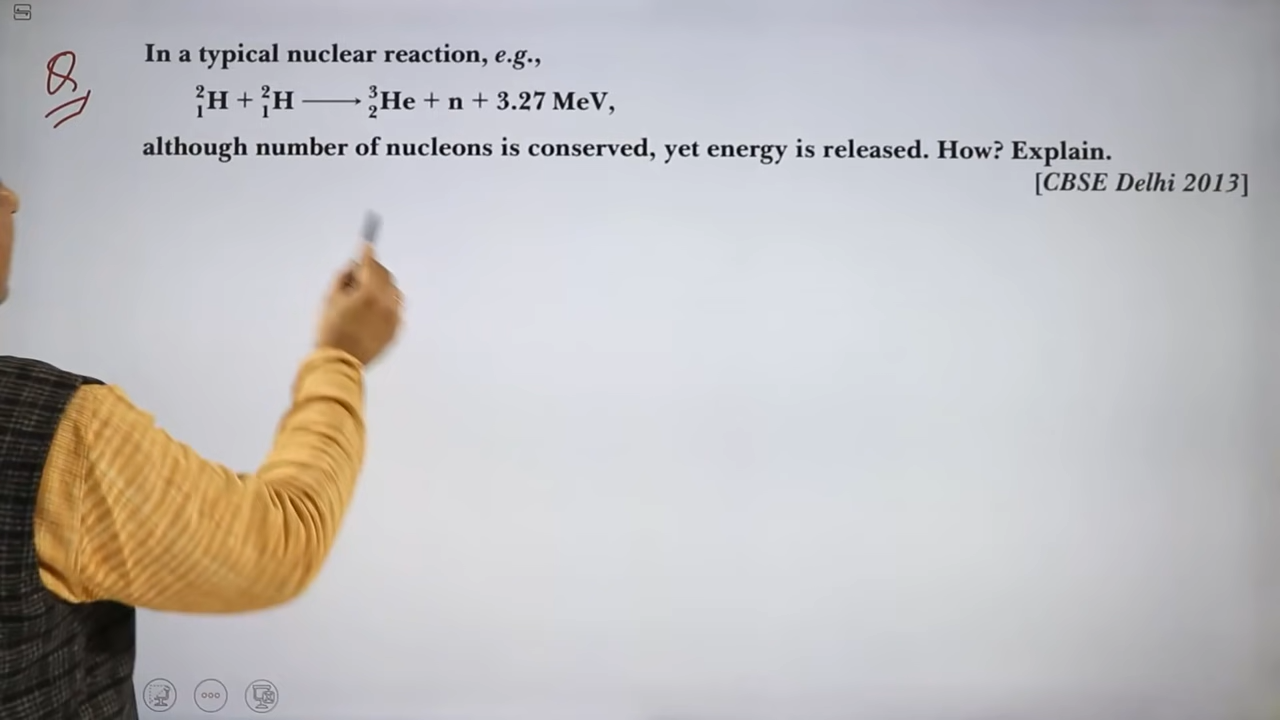 Q
In a typical nuclear reaction, e.g.,
²₁H + ²₁H ⟶ ³₂He + n + 3.27 MeV,
although number of nucleons is conserved, yet energy is released. How? Explain.
[CBSE Delhi 2013]